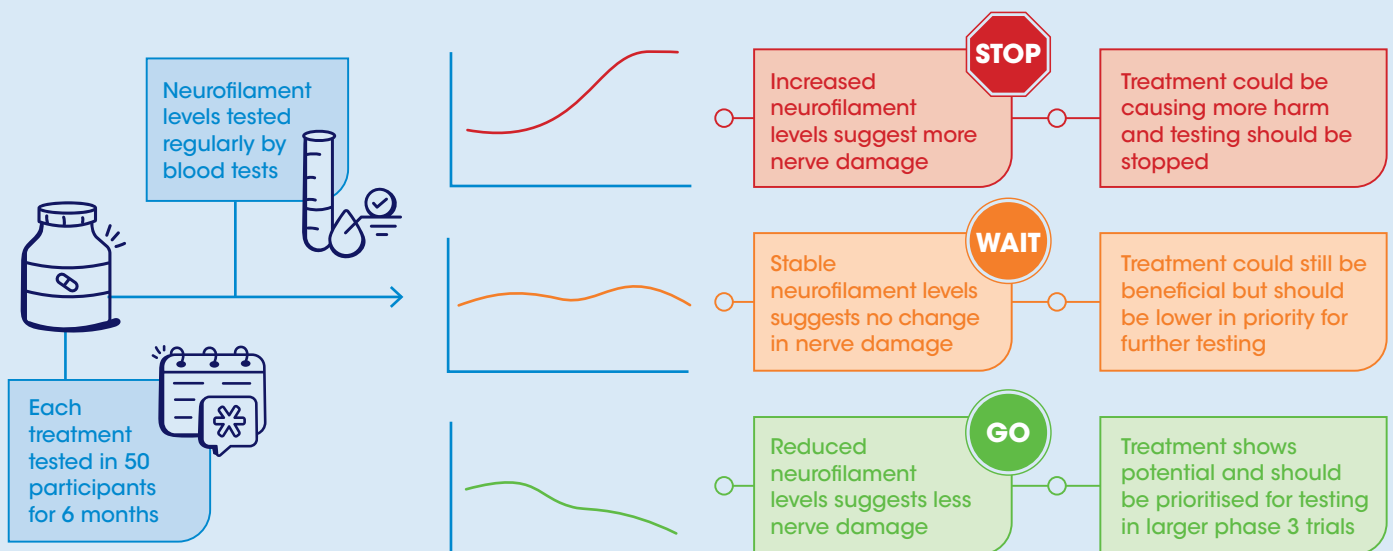 Neurofilament
levels tested
regularly by
blood tests
Each
treatment
tested in 50
participants
for 6 months
STOP
Increased
neurofilament
levels suggest more
nerve damage
Treatment could be
causing more harm
and testing should be
stopped
WAIT
Stable
neurofilament levels
suggests no change
in nerve damage
Treatment could still be
beneficial but should
be lower in priority for
further testing
GO
Reduced
neurofilament
levels suggests less
nerve damage
Treatment shows
potential and should
be prioritised for testing
in larger phase 3 trials